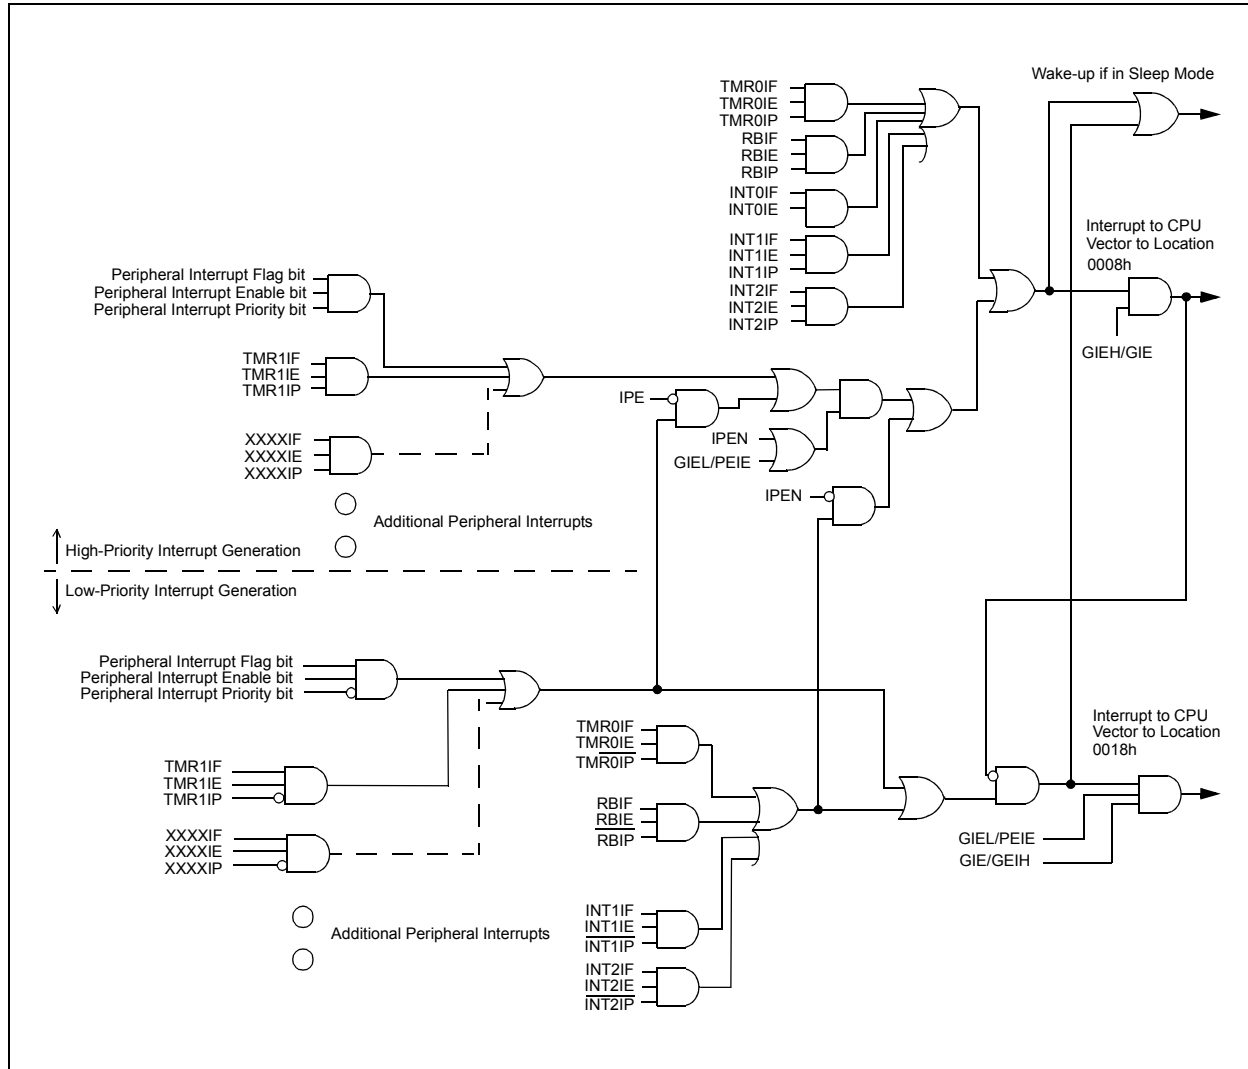 Wake-up if in Sleep Mode
TMR0IF
TMR0IE
TMR0IP
RBIF
RBIE
RBIP
INT0IF
INT0IE
INT1IF
INT1IE
INT1IP
INT2IF
INT2IE
INT2IP
Interrupt to CPU
Vector to Location
0008h
GIEH/GIE
Peripheral Interrupt Flag bit
Peripheral Interrupt Enable bit
Peripheral Interrupt Priority bit
TMR1IF
TMR1IE
TMR1IP
XXXXIF
XXXXIE
XXXXIP
IPE
IPEN
GIEL/PEIE
IPEN
Additional Peripheral Interrupts
High-Priority Interrupt Generation
Low-Priority Interrupt Generation
Peripheral Interrupt Flag bit
Peripheral Interrupt Enable bit
Peripheral Interrupt Priority bit
TMR1IF
TMR1IE
TMR1IP
XXXXIF
XXXXIE
XXXXIP
Additional Peripheral Interrupts
TMR0IF
TMR0IE
TMR0IP
RBIF
RBIE
RBIP
INT1IF
INT1IE
INT1IP
INT2IF
INT2IE
INT2IP
Interrupt to CPU
Vector to Location
0018h
GIEL/PEIE
GIE/GEIH